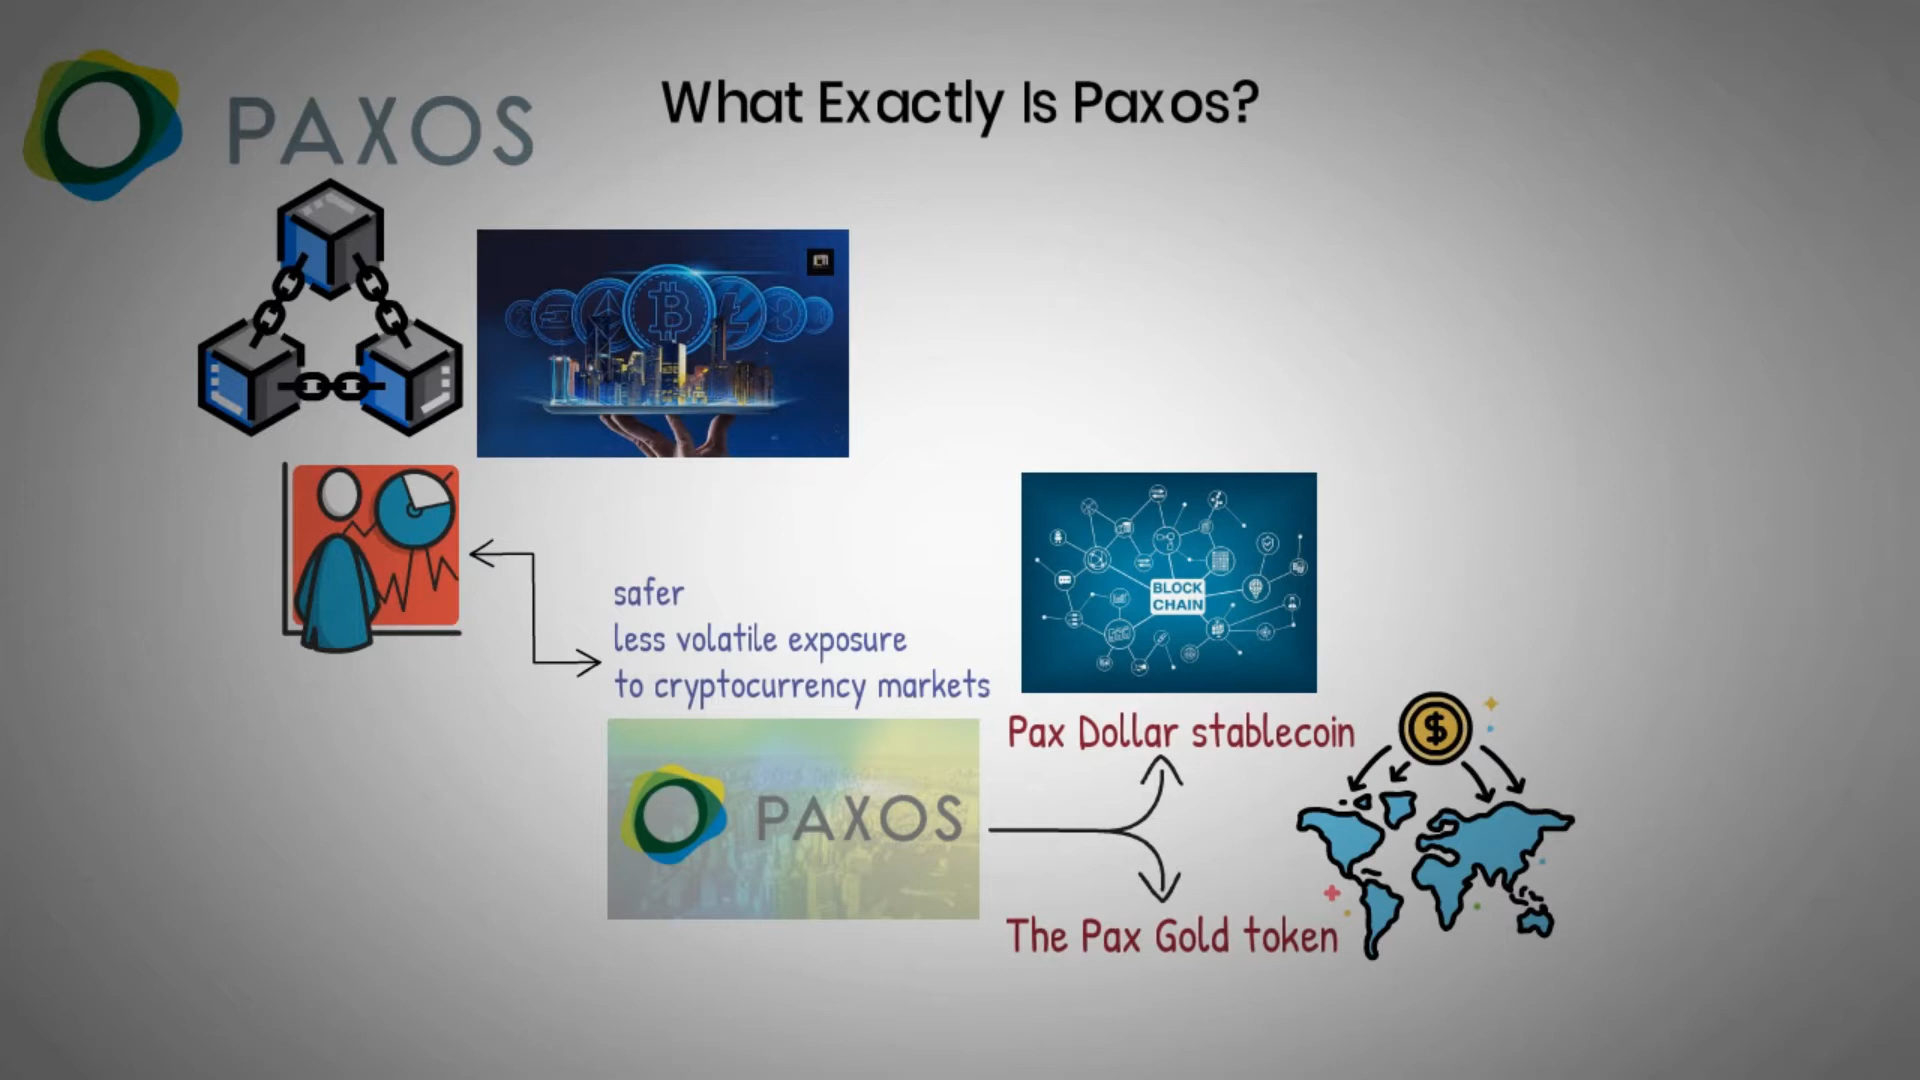 PAXOS
What Exactly Is Paxos?
BLOCK
CHAIN
safer
less volatile exposure
to cryptocurrency markets
Pax Dollar stablecoin
PAXOS
The Pax Gold token